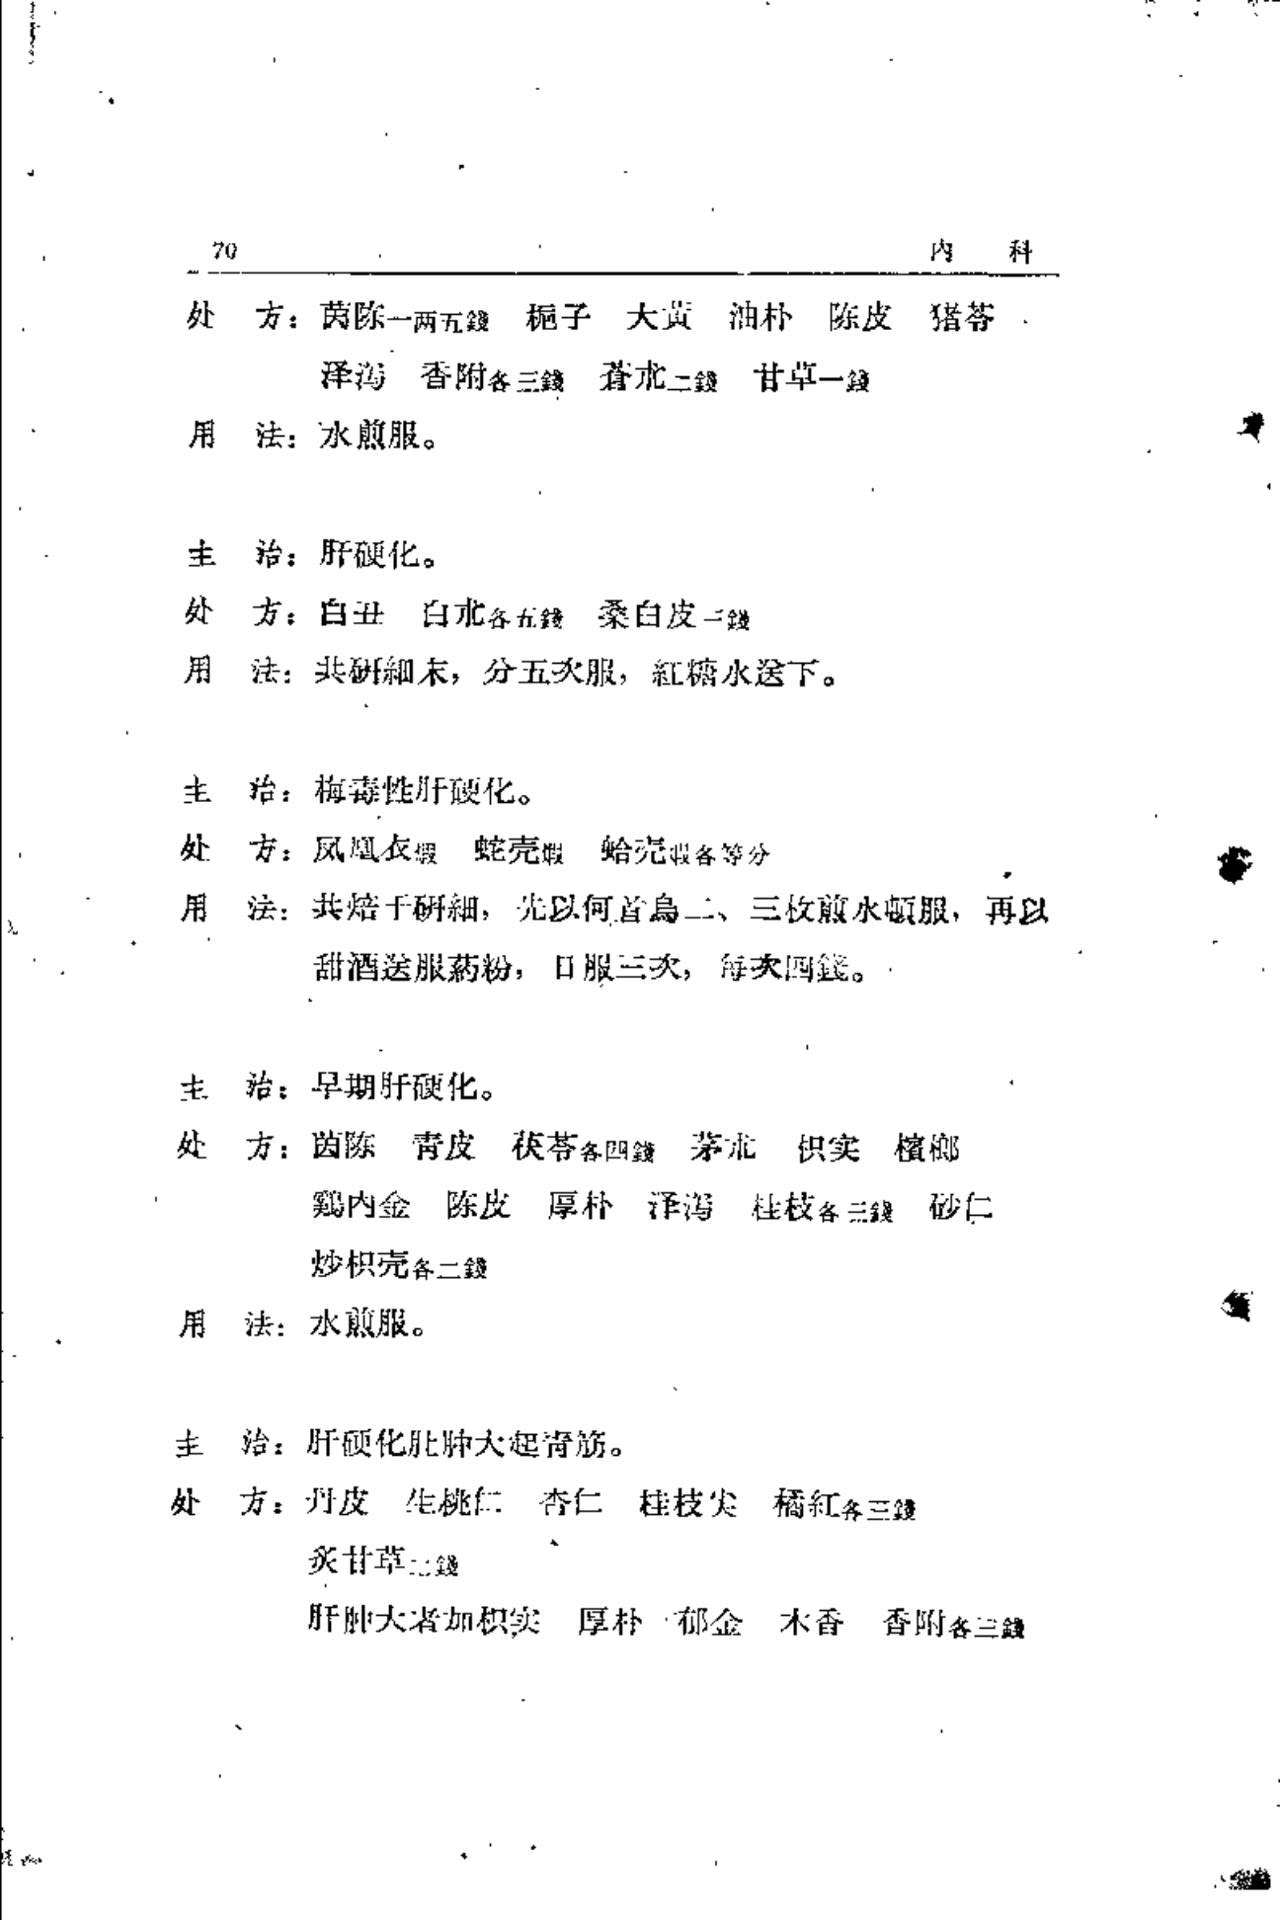 70 内 科
处 方：茵陈一两五錢 梔子 大黄 油朴 陈皮 猪苓
泽泻 香附各三錢 蒼朮二錢 甘草一錢
用 法：水煎服。
主 治：肝硬化。
处 方：白丑 白朮各五錢 桑白皮 錢
用 法：共研細末，分五次服，紅糖水送下。
主 治：梅毒性肝硬化。
处 方：凤凰衣煅 蛇壳煅 蛤壳煅各等分
用 法：共焙干研細，先以何首烏二、三枚煎水頓服，再以
甜酒送服葯粉，日服三次，每次四錢。
主 治：早期肝硬化。
处 方：茵陈 青皮 茯苓各四錢 茅朮 枳实 檳榔
鷄内金 陈皮 厚朴 泽泻 桂枝各三錢 砂仁
炒枳壳各二錢
用 法：水煎服。
主 治：肝硬化肚肿大起青筋。
处 方：丹皮 生桃仁 杏仁 桂枝尖 橘紅各三錢
炙甘草二錢
肝肿大者加枳实 厚朴 郁金 木香 香附各三錢